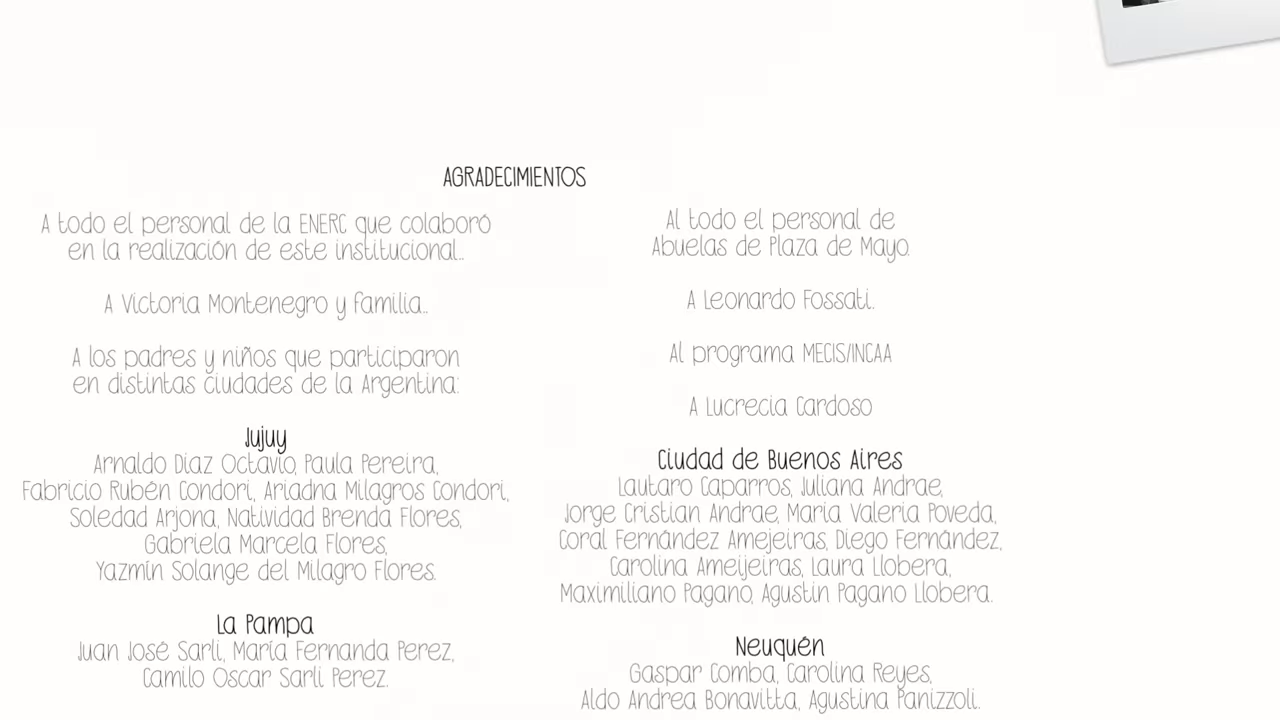 AGRADECIMIENTOS
A todo el personal de la ENERC que colaboró
en la realización de este institucional..
A Victoria Montenegro y familia..
A los padres y niños que participaron
en distintas ciudades de la Argentina:
Jujuy
Arnaldo Diaz Octavio, Paula Pereira,
Fabricio Rubén Condori, Ariadna Milagros Condori,
Soledad Arjona, Natividad Brenda Flores,
Gabriela Marcela Flores,
Yazmín Solange del Milagro Flores.
La Pampa
Juan José Sarli, María Fernanda Perez,
Camilo Oscar Sarli Perez.
Al todo el personal de
Abuelas de Plaza de Mayo.
A Leonardo Fossati.
Al programa MECIS/INCAA
A Lucrecia Cardoso
Ciudad de Buenos Aires
Lautaro Caparros, Juliana Andrae,
Jorge Cristian Andrae, María Valeria Poveda,
Coral Fernández Amejeiras, Diego Fernández,
Carolina Ameijeiras, Laura Llobera,
Maximiliano Pagano, Agustín Pagano Llobera.
Neuquén
Gaspar Comba, Carolina Reyes,
Aldo Andrea Bonavitta, Agustina Panizzoli.